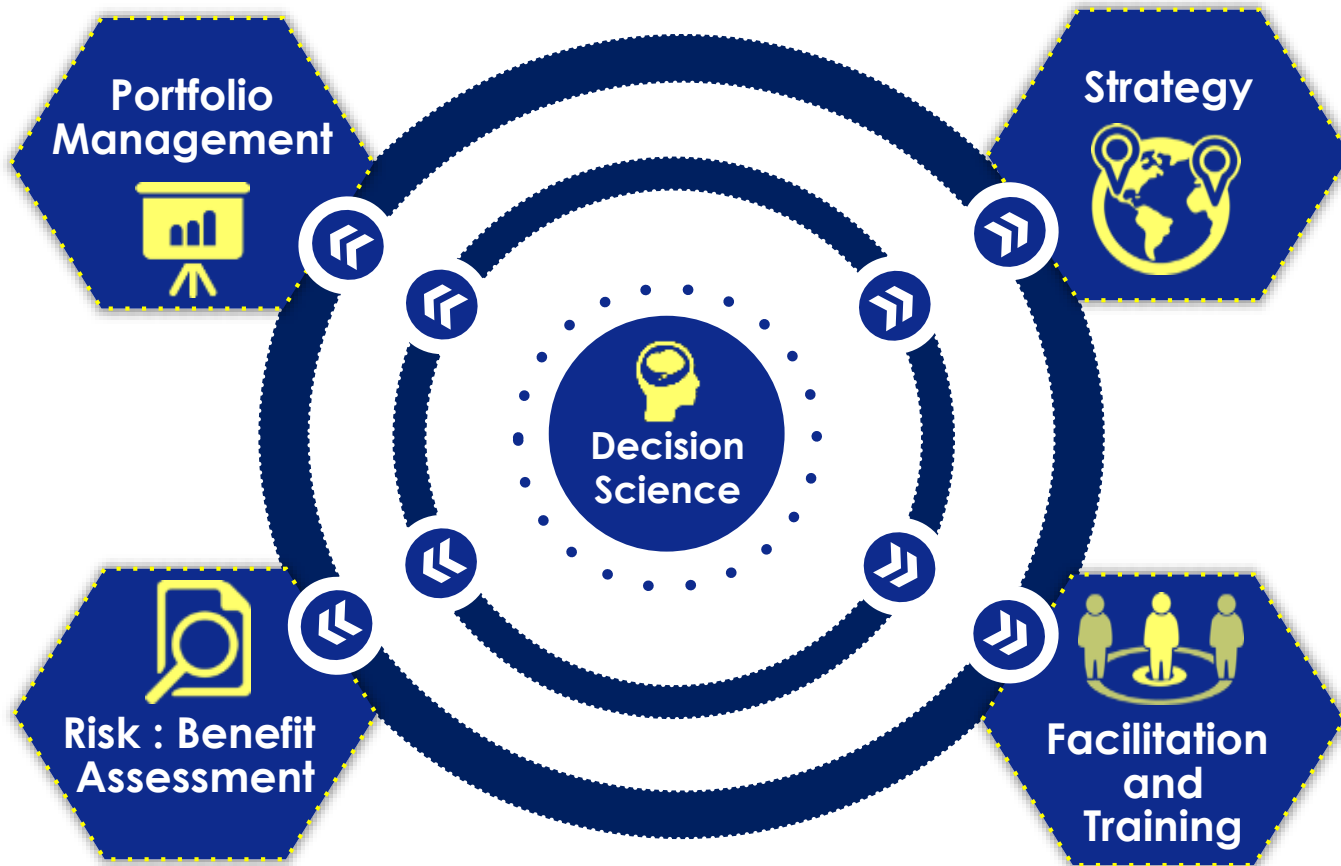 Portfolio
Management
Strategy
Decision
Science
Risk : Benefit
Assessment
Facilitation
and
Training